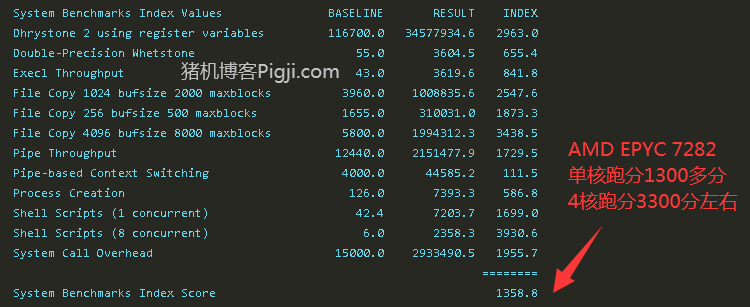 System Benchmarks Index Values BASELINE RESULT INDEX
Dhrystone 2 using register variables 116700.0 34577934.6 2963.0
Double-Precision Whetstone 55.0 3604.5 655.4
Execl Throughput 43.0 3619.6 841.8
猪机博客Pigji.com
File Copy 1024 bufsize 2000 maxblocks 3960.0 1008835.6 2547.6
File Copy 256 bufsize 500 maxblocks 1655.0 310031.0 1873.3
File Copy 4096 bufsize 8000 maxblocks 5800.0 1994312.3 3438.5
Pipe Throughput 12440.0 2151477.9 1729.5
Pipe-based Context Switching 4000.0 44585.2 111.5
Process Creation 126.0 7393.3 586.8
Shell Scripts (1 concurrent) 42.4 7203.7 1699.0
Shell Scripts (8 concurrent) 6.0 2358.3 3930.6
System Call Overhead 15000.0 2933490.5 1955.7
========
System Benchmarks Index Score 1358.8
AMD EPYC 7282
单核跑分1300多分
4核跑分3300分左右